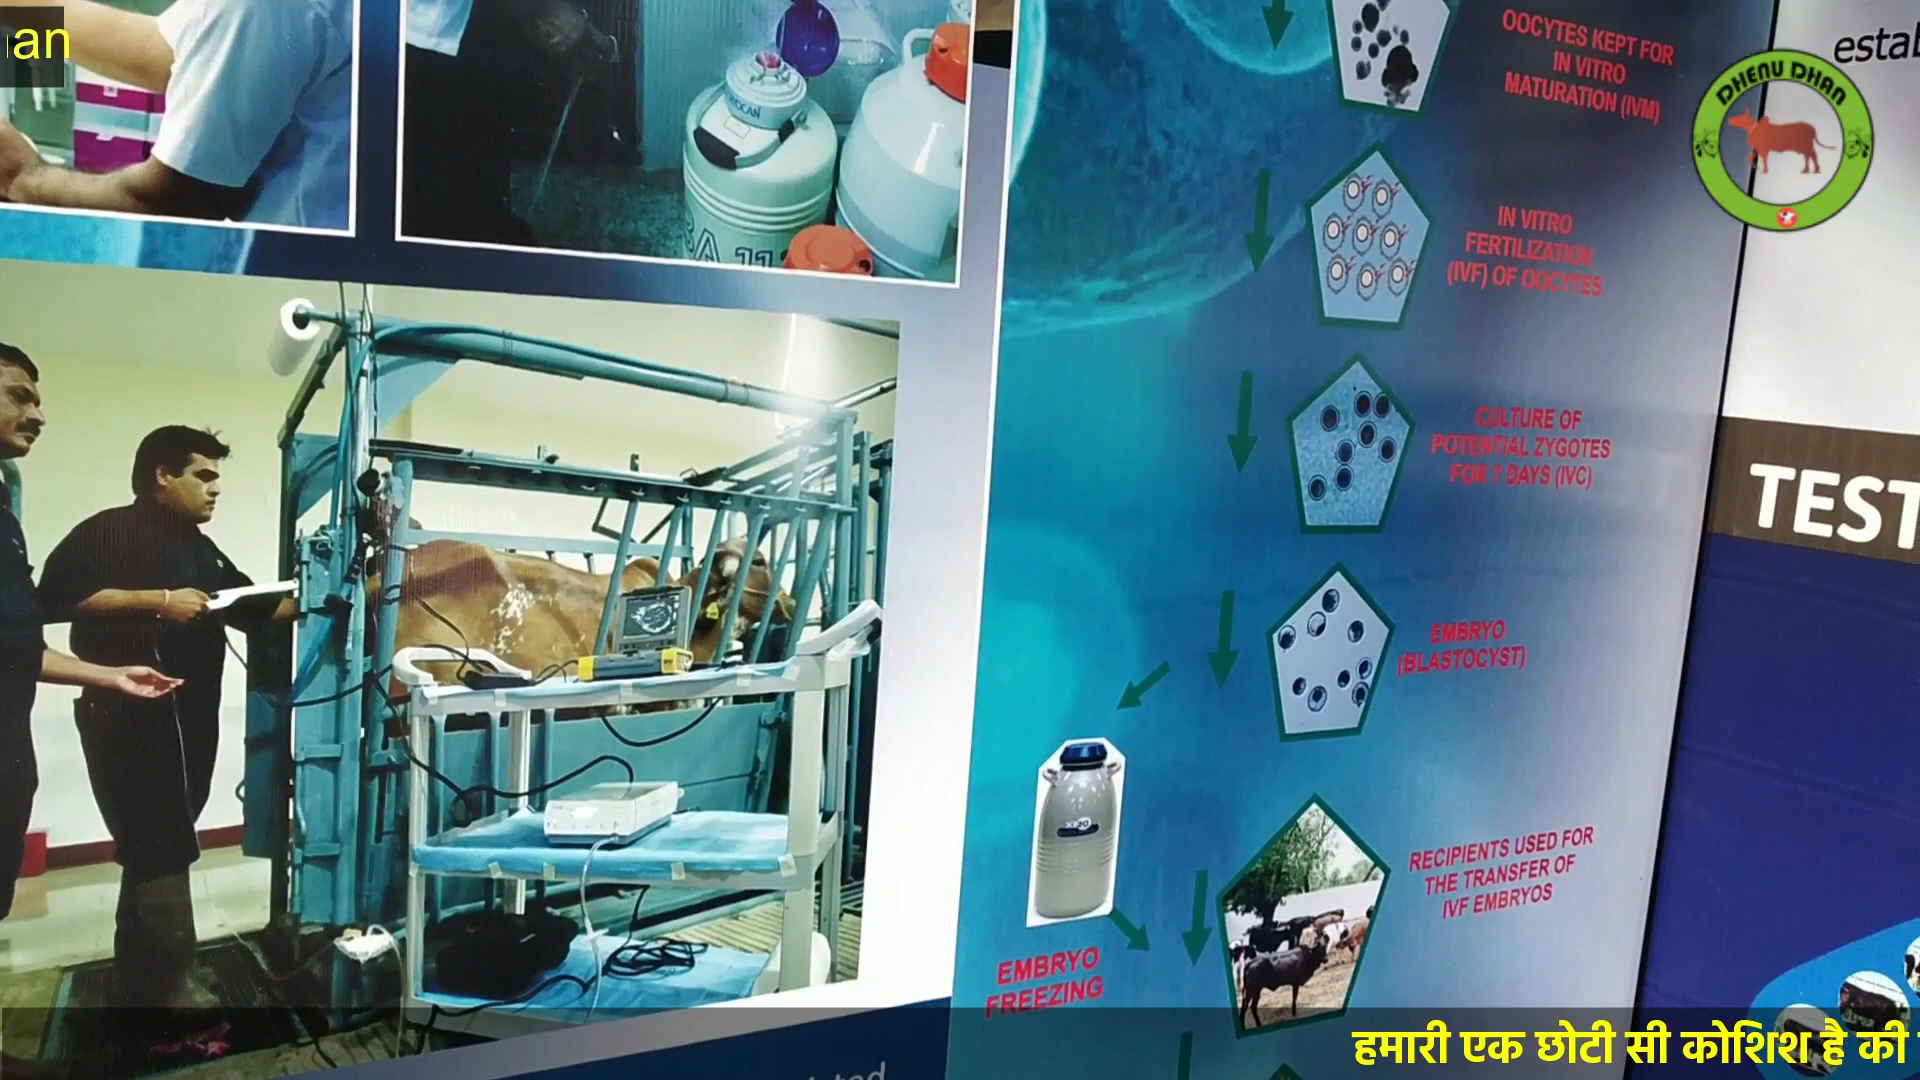 an
OOCYTES KEPT FOR
IN VITRO
MATURATION (IVM)
estab
DHENU DHAN
IN VITRO
FERTILIZATION
(IVF) OF OOCYTES
CULTURE OF
POTENTIAL ZYGOTES
FOR 7 DAYS (IVC)
TEST
EMBRYO
(BLASTOCYST)
RECIPIENTS USED FOR
THE TRANSFER OF
IVF EMBRYOS
EMBRYO
FREEZING
हमारी एक छोटी सी कोशिश है की